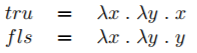 tru = λx . λy . x
fls = λx . λy . y